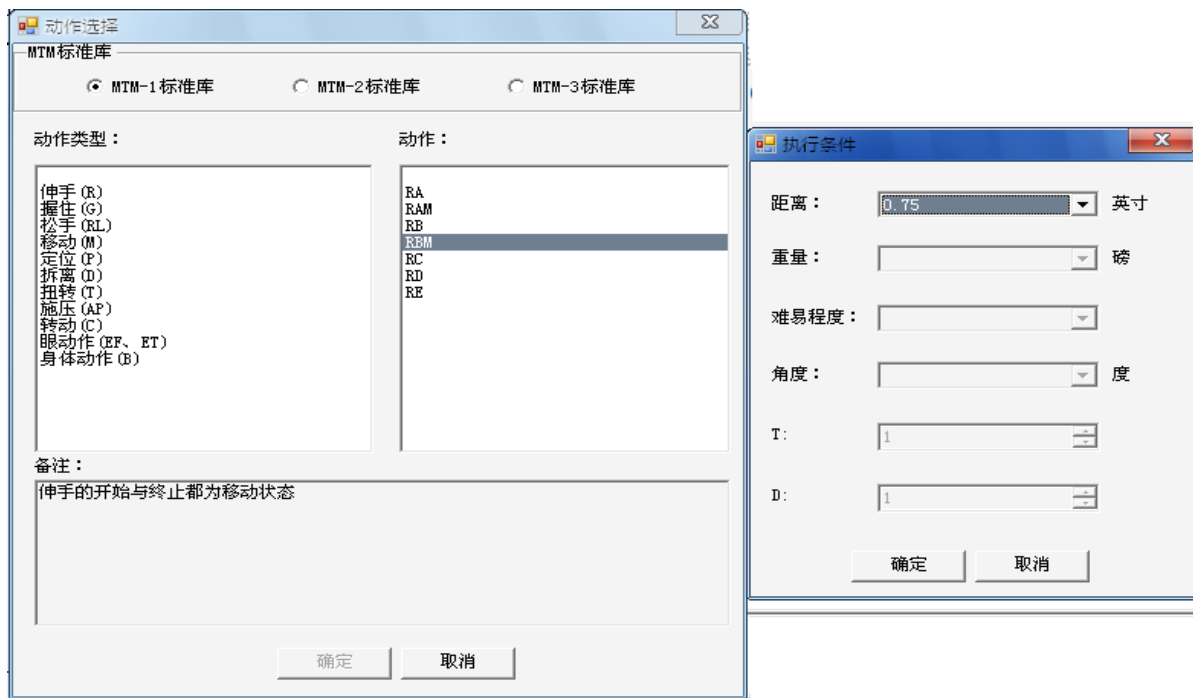 动作选择
MTM标准库
MTM-1标准库 MTM-2标准库 MTM-3标准库
动作类型： 动作：
伸手(R)
握住(G)
松手(RL)
移动(M)
定位(P)
拆离(D)
扭转(T)
施压(AP)
转动(C)
眼动作(EF、ET)
身体动作(B)
RA
RAM
RB
RBM
RC
RD
RE
备注：
伸手的开始与终止都为移动状态
确定 取消
执行条件
距离： 0.75 英寸
重量： 磅
难易程度：
角度： 度
T: 1
D: 1
确定 取消